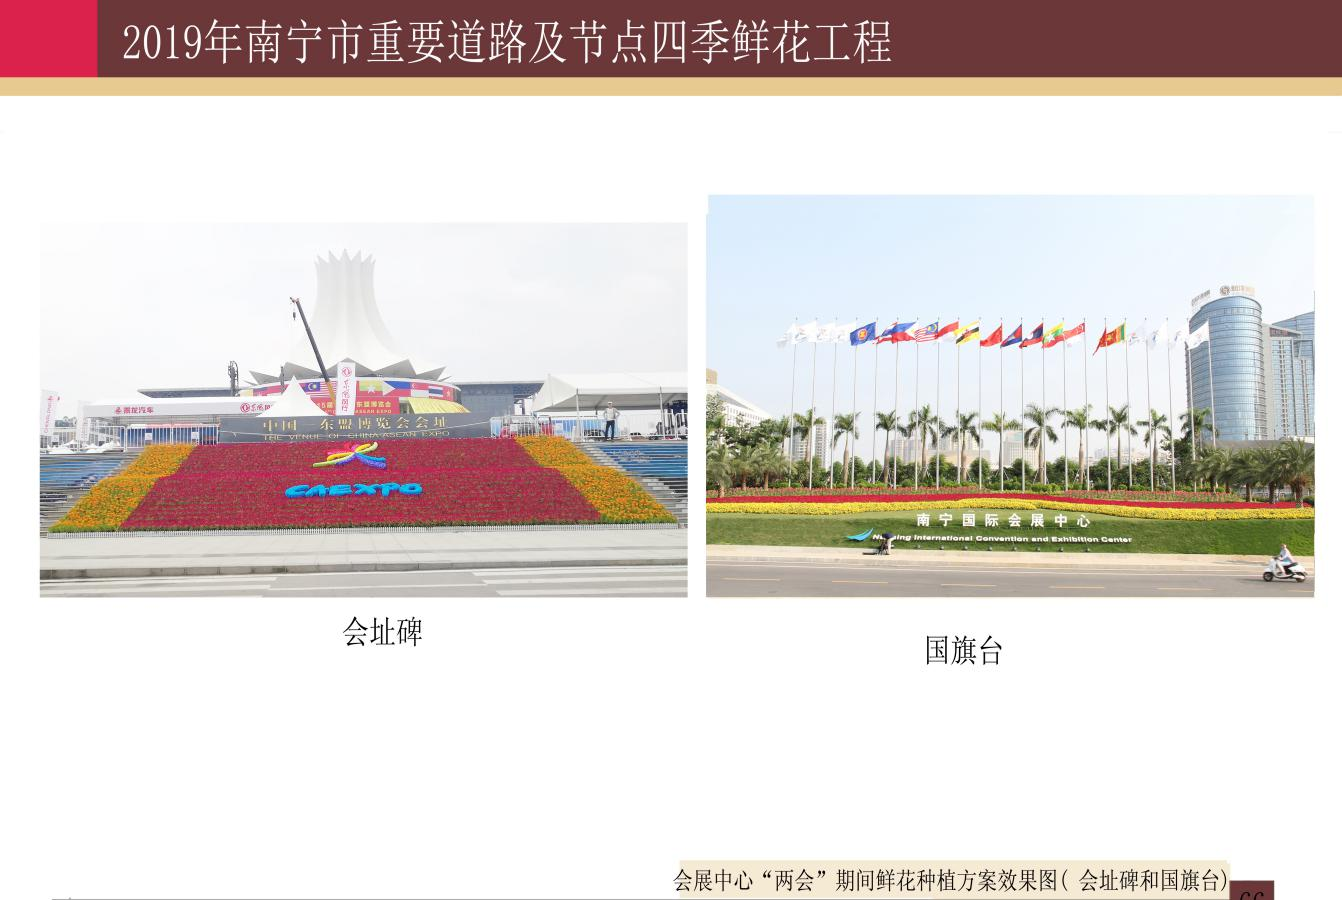 2019年南宁市重要道路及节点四季鲜花工程
中国—东盟博览会会址
THE VENUE OF CHINA-ASEAN EXPO
CAEXPO
南宁国际会展中心
Nanning International Convention and Exhibition Center
会址碑
国旗台
会展中心“两会”期间鲜花种植方案效果图( 会址碑和国旗台)